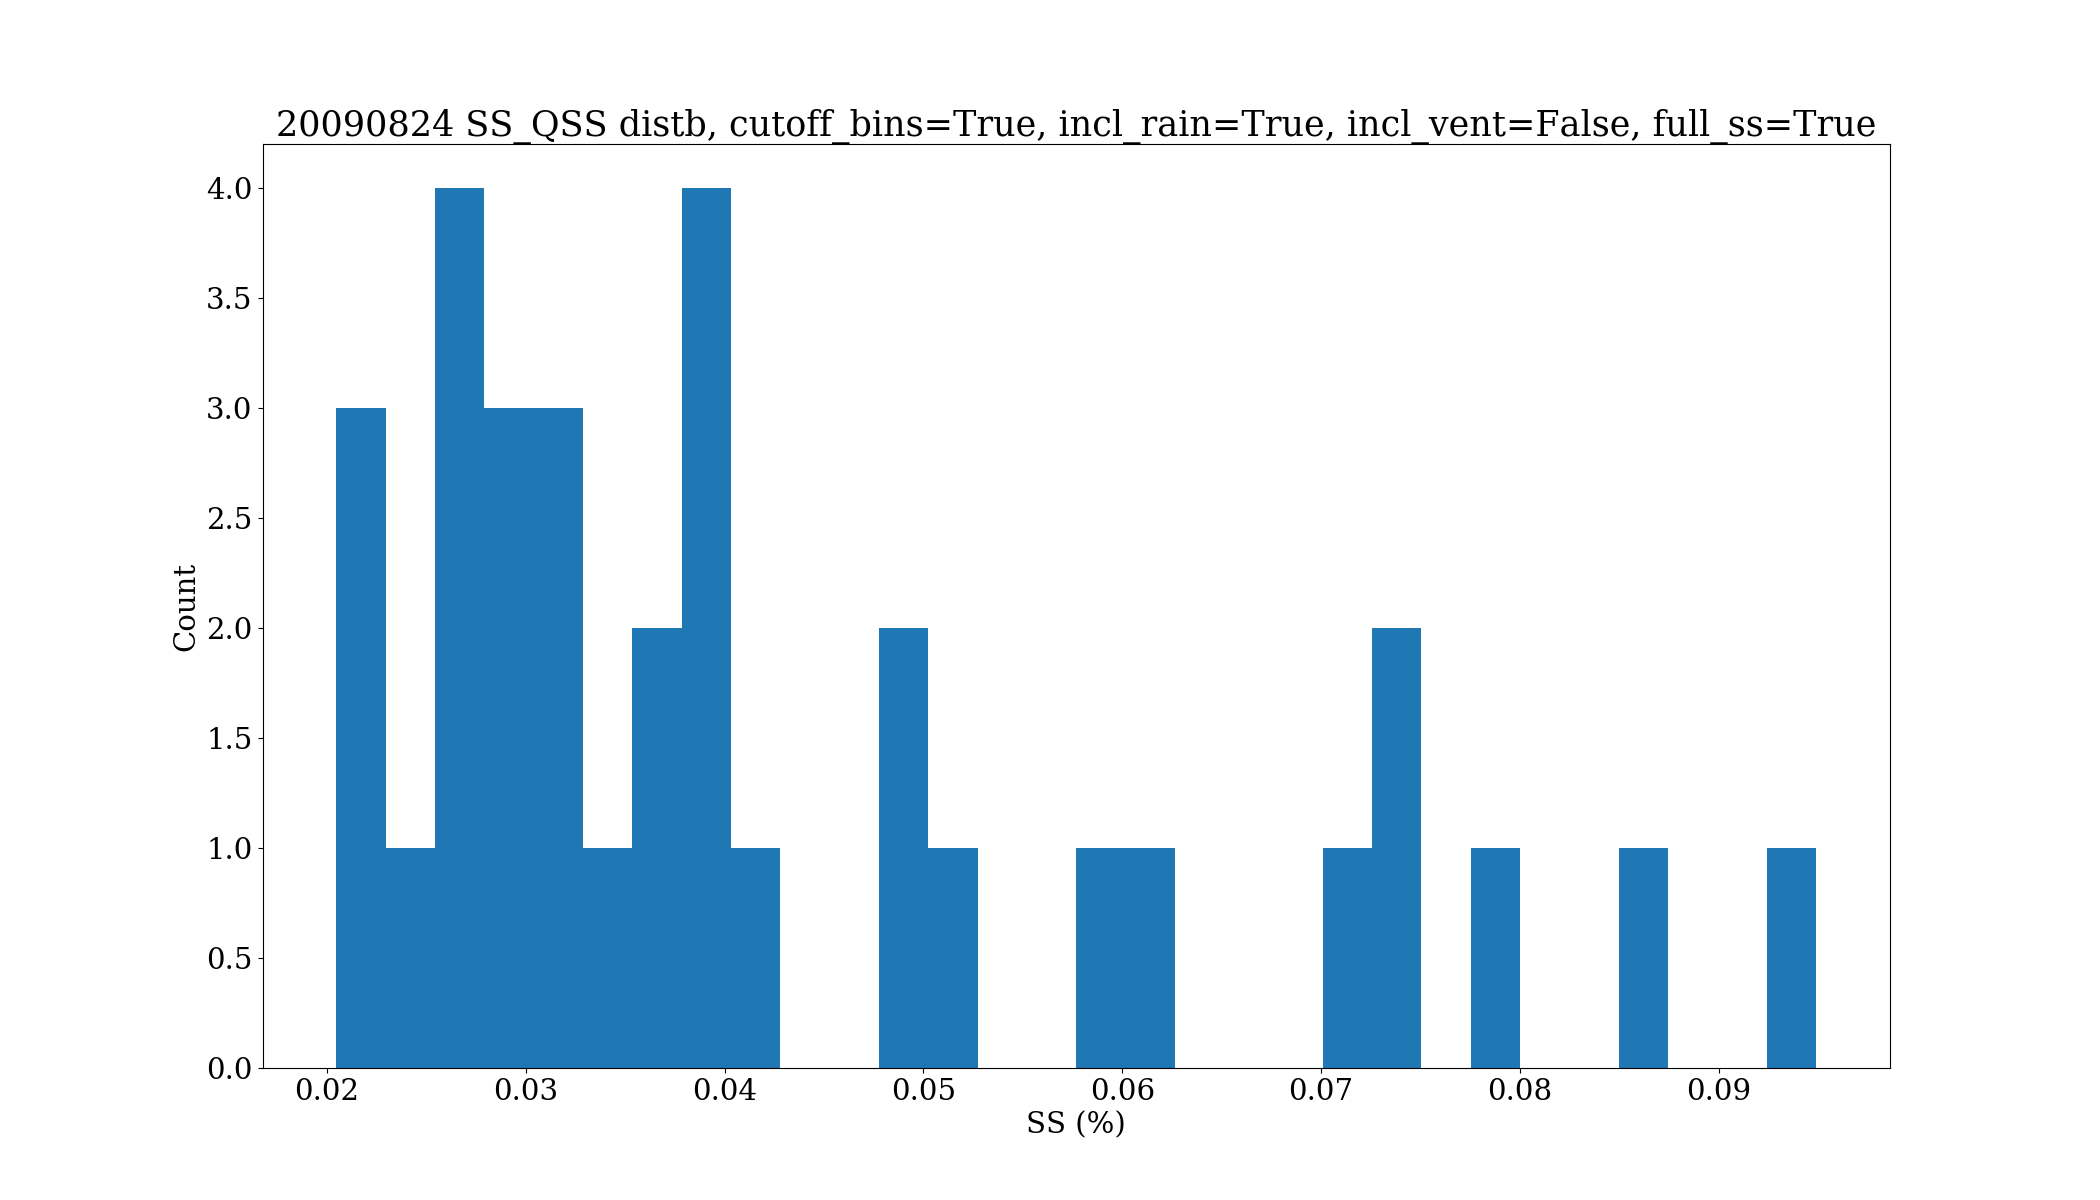 20090824 SS_QSS distb, cutoff_bins=True, incl_rain=True, incl_vent=False, full_ss=True
4.0
3.5
3.0
2.5
2.0
1.5
1.0
0.5
0.0
Count
0.02 0.03 0.04 0.05 0.06 0.07 0.08 0.09
SS (%)